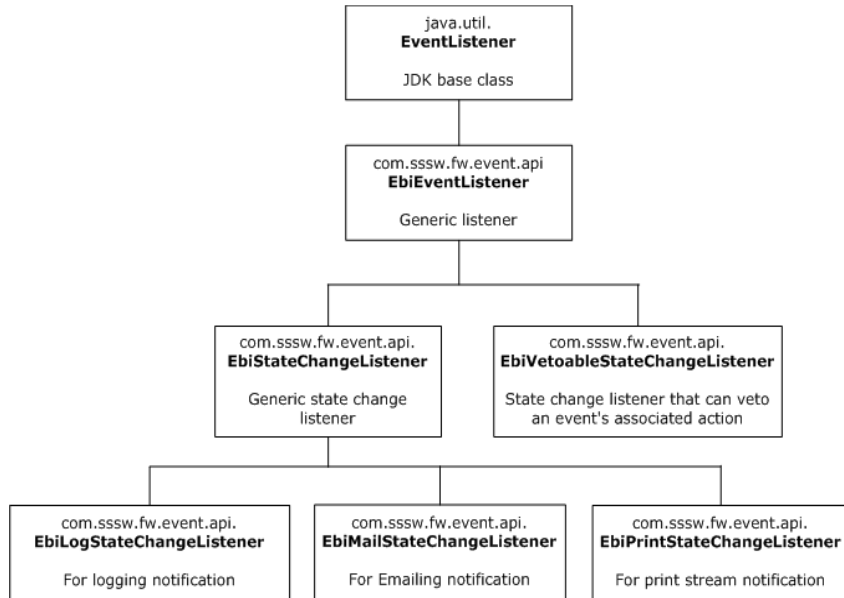 java.util.
EventListener
JDK base class
com.sssw.fw.event.api
EbiEventListener
Generic listener
com.sssw.fw.event.api.
EbiStateChangeListener
Generic state change
listener
com.sssw.fw.event.api.
EbiVetoableStateChangeListener
State change listener that can veto
an event's associated action
com.sssw.fw.event.api.
EbiLogStateChangeListener
For logging notification
com.sssw.fw.event.api.
EbiMailStateChangeListener
For Emailing notification
com.sssw.fw.event.api.
EbiPrintStateChangeListener
For print stream notification